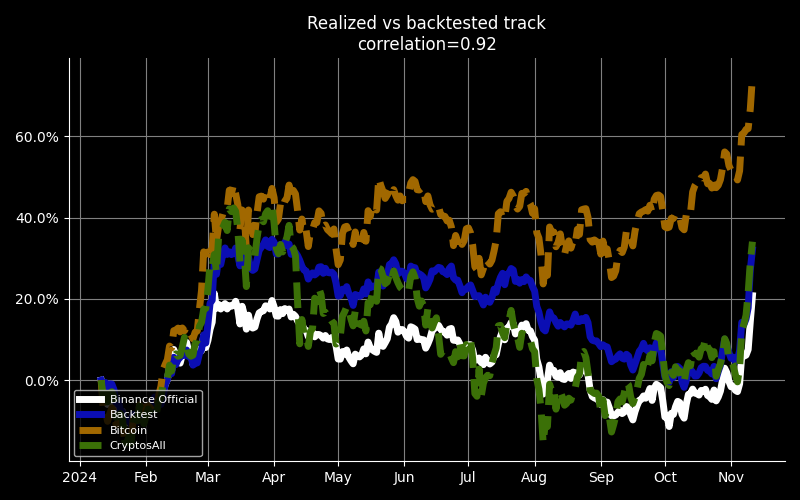 Realized vs backtested track
correlation=0.92
60.0%
40.0%
20.0%
0.0%
Binance Official
Backtest
Bitcoin
CryptosAll
2024 Feb Mar Apr May Jun Jul Aug Sep Oct Nov